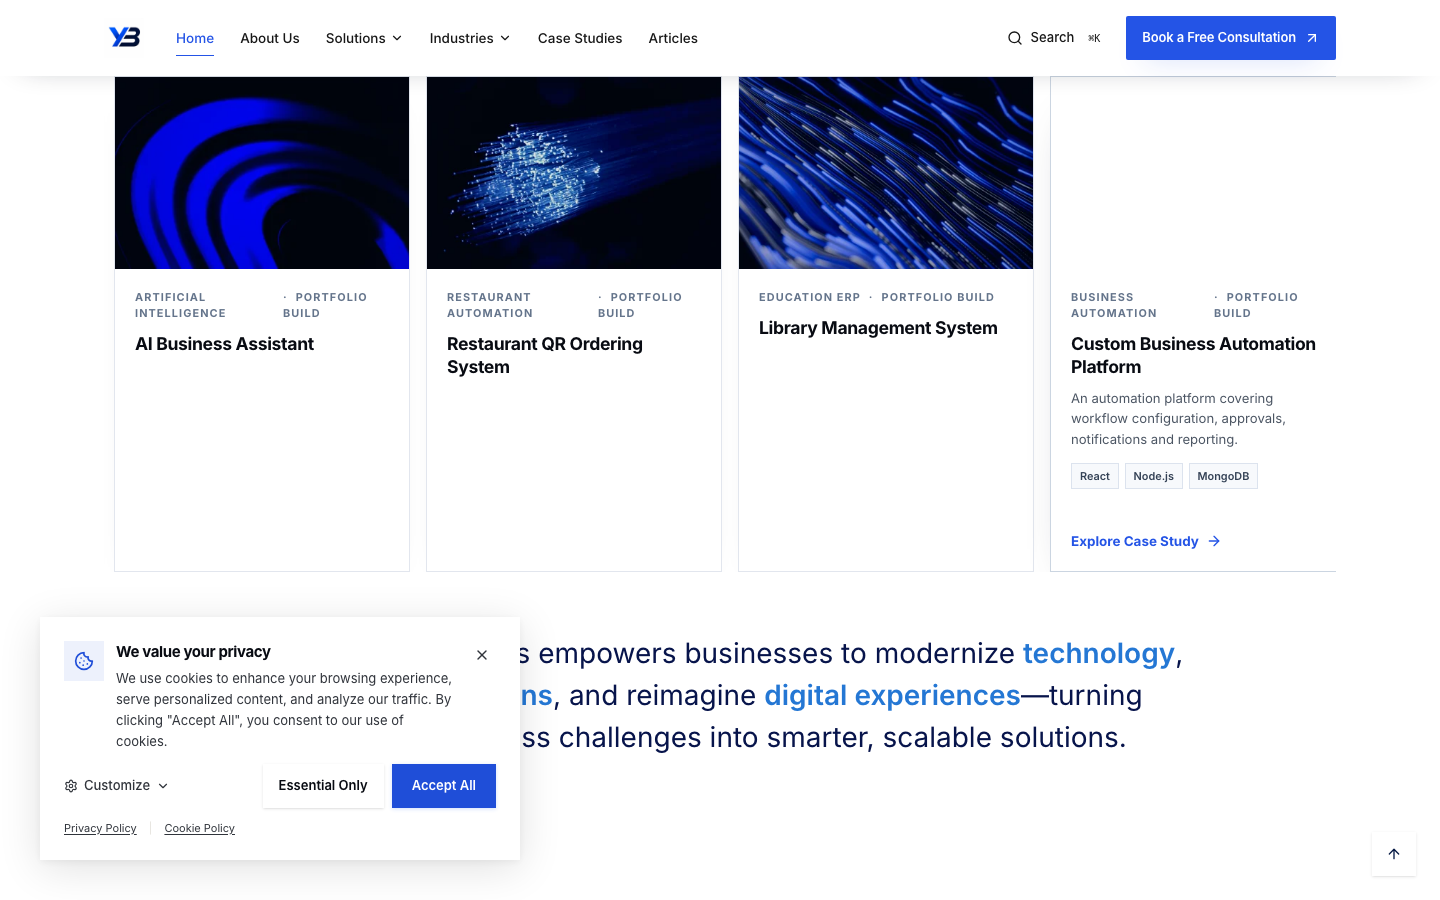 YB
Home
About Us
Solutions
Industries
Case Studies
Articles
Search ⌘K
Book a Free Consultation
ARTIFICIAL INTELLIGENCE · PORTFOLIO BUILD
AI Business Assistant
RESTAURANT AUTOMATION · PORTFOLIO BUILD
Restaurant QR Ordering
System
EDUCATION ERP · PORTFOLIO BUILD
Library Management System
BUSINESS AUTOMATION · PORTFOLIO BUILD
Custom Business Automation
Platform
An automation platform covering
workflow configuration, approvals,
notifications and reporting.
React
Node.js
MongoDB
Explore Case Study
s empowers businesses to modernize technology,
ns, and reimagine digital experiences—turning
ss challenges into smarter, scalable solutions.
We value your privacy
We use cookies to enhance your browsing experience,
serve personalized content, and analyze our traffic. By
clicking "Accept All", you consent to our use of
cookies.
Customize
Essential Only
Accept All
Privacy Policy
Cookie Policy